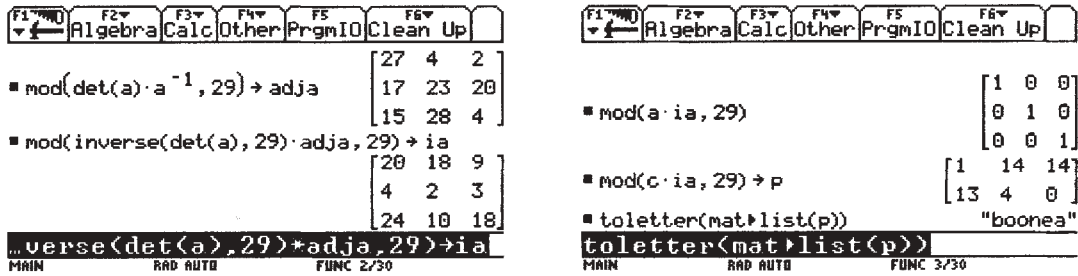 F1 F2 F3 F4 F5 F6
Algebra Calc Other PrgmIO Clean Up
27 4 2
▪ mod(det(a)·a⁻¹, 29) → adja 17 23 20
15 28 4
▪ mod(inverse(det(a), 29)·adja, 29) → ia
20 18 9
4 2 3
24 10 18
…verse(det(a),29)*adja,29)→ia
MAIN RAD AUTO FUNC 2/30
F1 F2 F3 F4 F5 F6
Algebra Calc Other PrgmIO Clean Up
1 0 0
▪ mod(a·ia, 29) 0 1 0
0 0 1
1 14 14
▪ mod(c·ia, 29) → p
13 4 0
▪ toletter(mat▸list(p)) "boonea"
toletter(mat▸list(p))
MAIN RAD AUTO FUNC 3/30